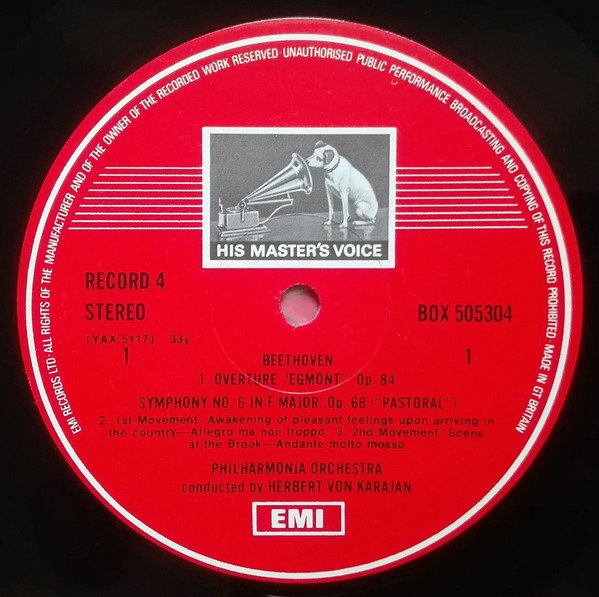 EMI RECORDS LTD·ALL RIGHTS OF THE MANUFACTURER AND OF THE OWNER OF THE RECORDED WORK RESERVED·UNAUTHORISED PUBLIC PERFORMANCE BROADCASTING AND COPYING OF THIS RECORD PROHIBITED·MADE IN GT BRITAIN
HIS MASTER'S VOICE
RECORD 4
STEREO BOX 505304
(YAX.5117) 33⅓
1 1
BEETHOVEN
1. OVERTURE "EGMONT", Op. 84
SYMPHONY NO. 6 IN F MAJOR, Op. 68 ("PASTORAL")
2. 1st Movement: Awakening of pleasant feelings upon arriving in
the country—Allegro ma non troppo 3. 2nd Movement: Scene
at the Brook—Andante molto mosso
PHILHARMONIA ORCHESTRA
conducted by HERBERT VON KARAJAN
EMI